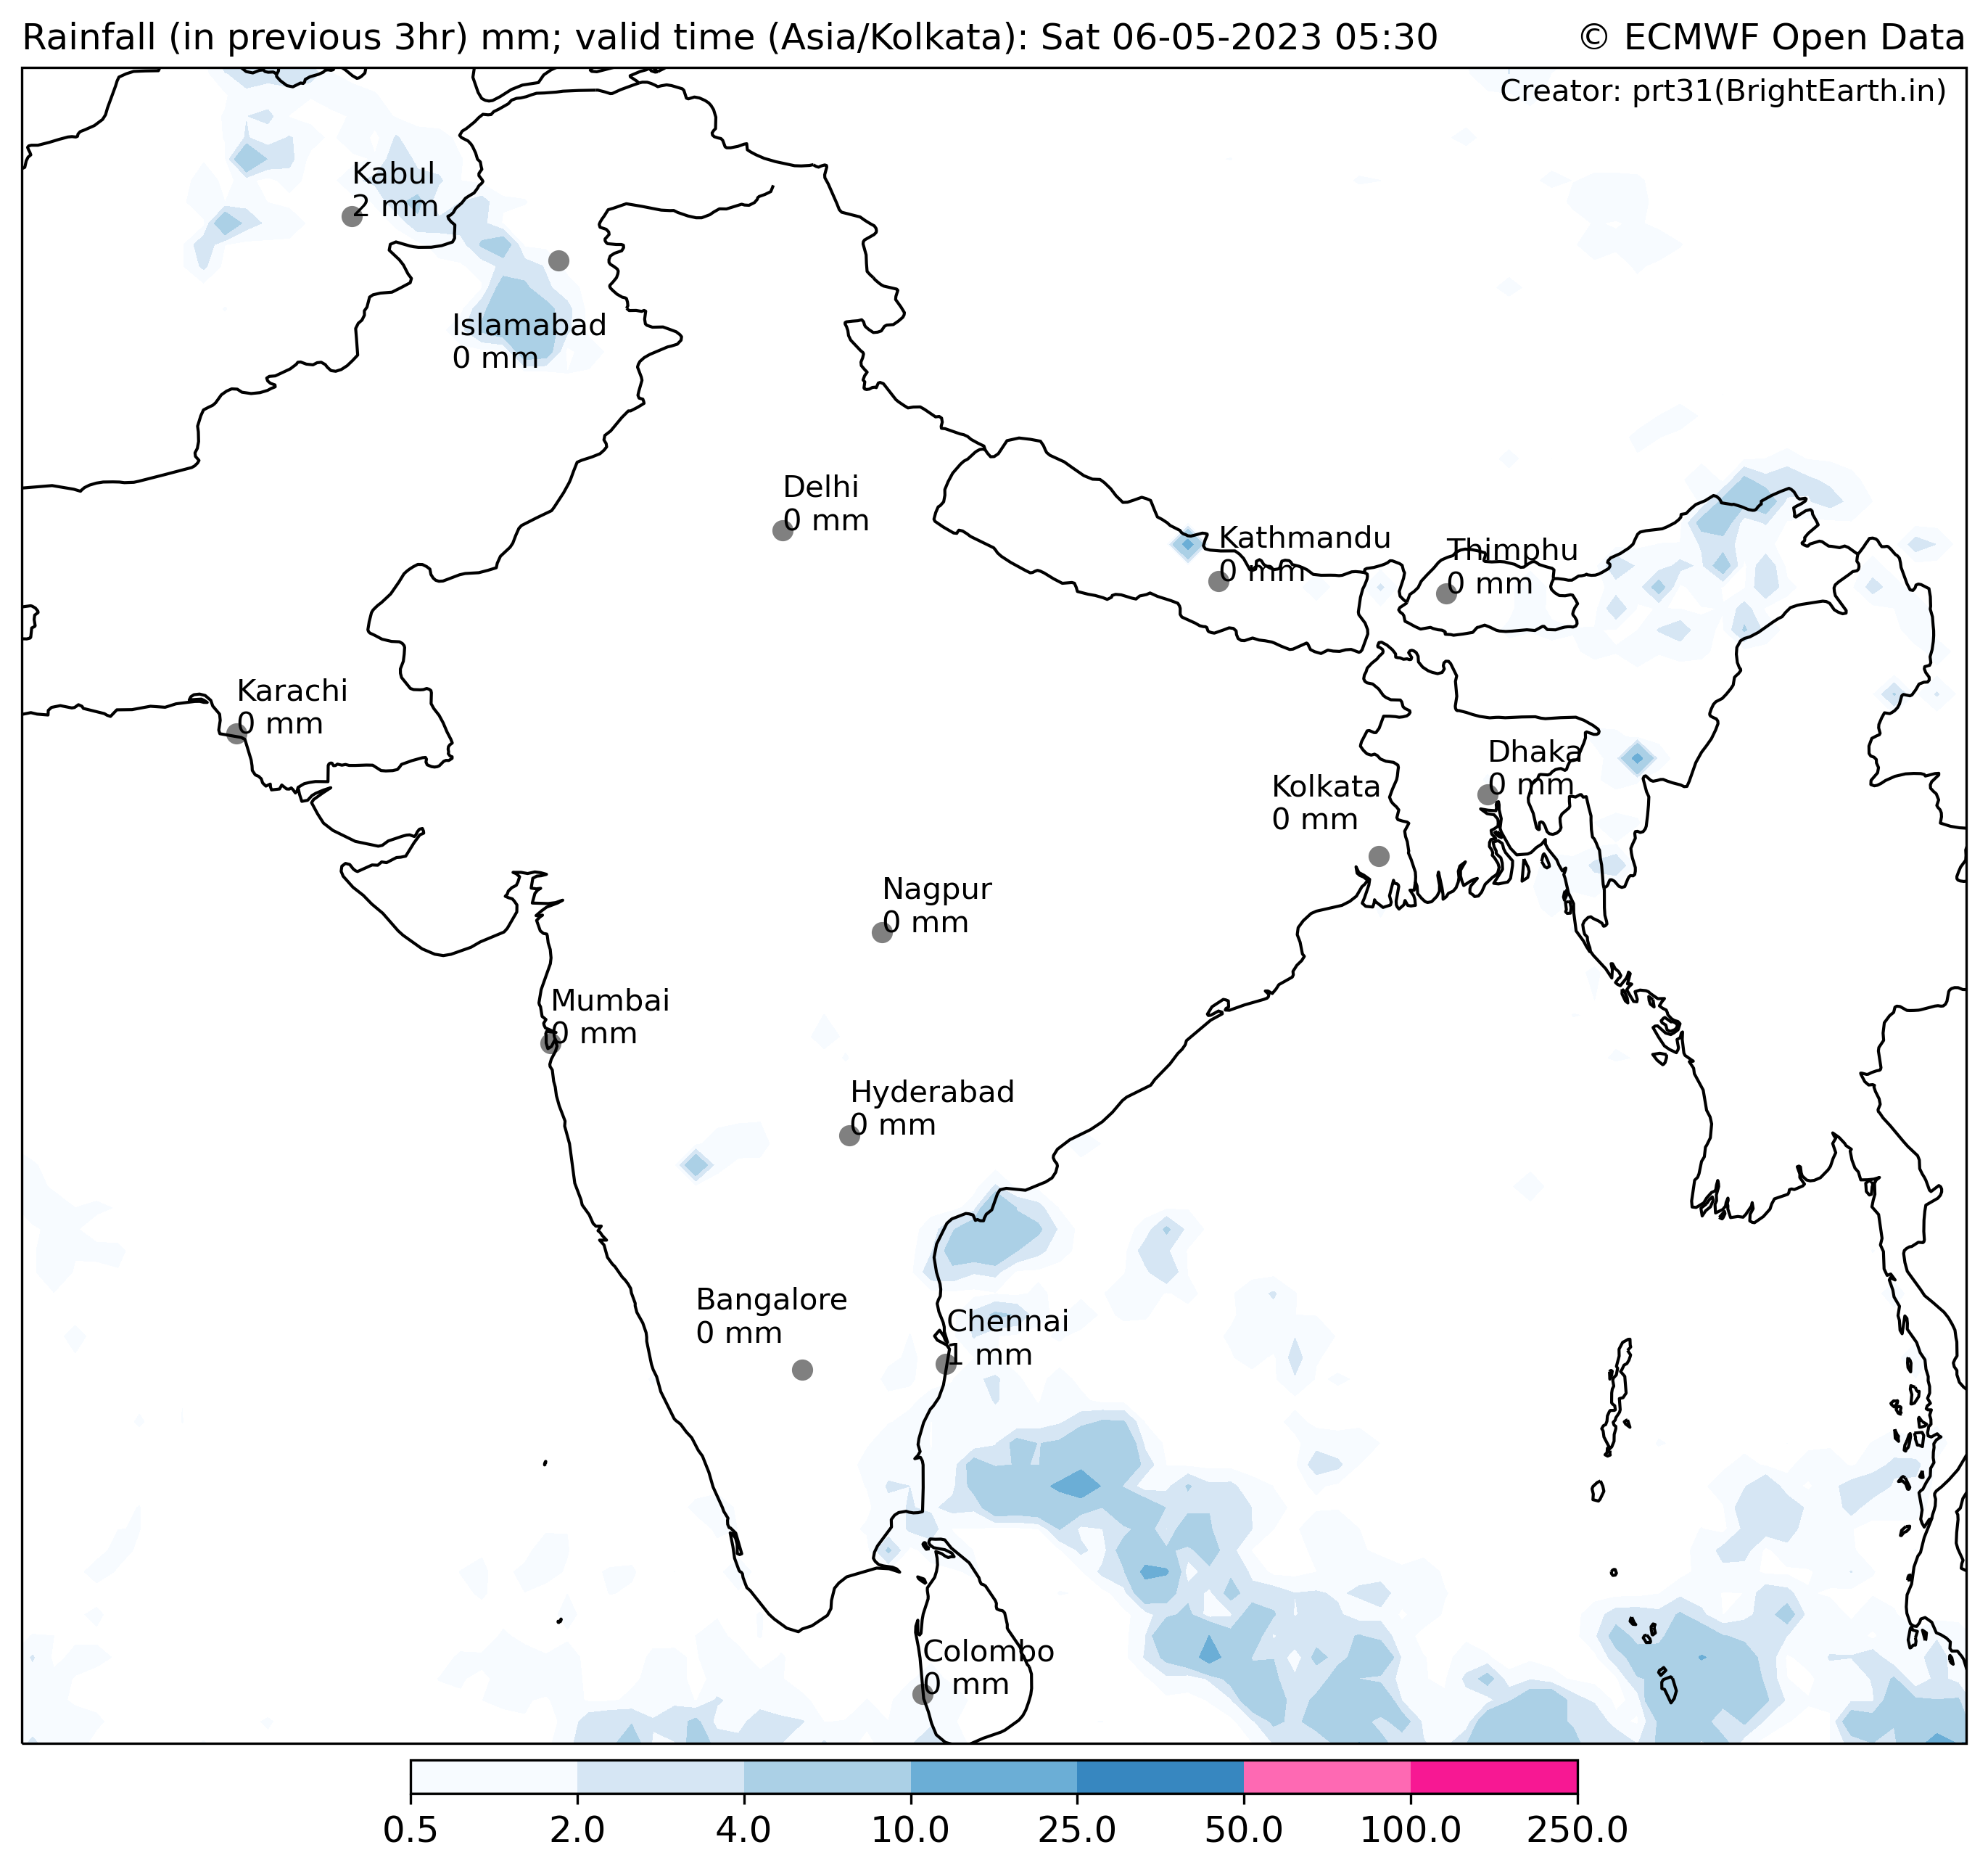 Rainfall (in previous 3hr) mm; valid time (Asia/Kolkata): Sat 06-05-2023 05:30
© ECMWF Open Data
Creator: prt31(BrightEarth.in)
Kabul
2 mm
Islamabad
0 mm
Delhi
0 mm
Kathmandu
0 mm
Thimphu
0 mm
Karachi
0 mm
Dhaka
0 mm
Kolkata
0 mm
Nagpur
0 mm
Mumbai
0 mm
Hyderabad
0 mm
Bangalore
0 mm
Chennai
1 mm
Colombo
0 mm
0.5 2.0 4.0 10.0 25.0 50.0 100.0 250.0